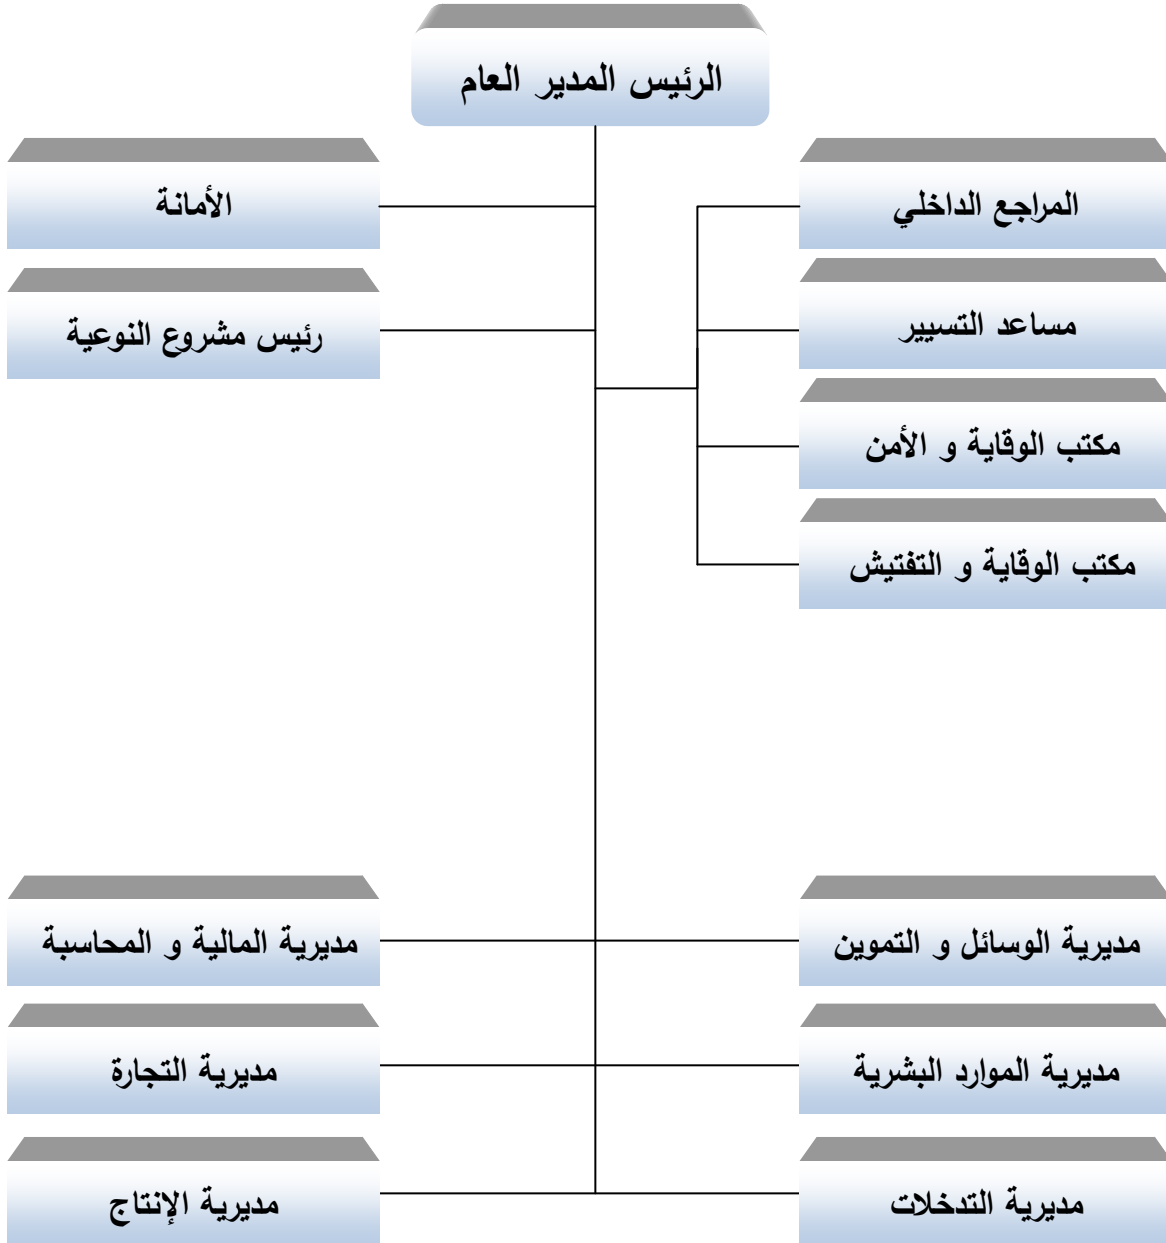 الرئيس المدير العام
المراجع الداخلي
الأمانة
مساعد التسيير
رئيس مشروع النوعية
مكتب الوقاية و الأمن
مكتب الوقاية و التفتيش
مديرية الوسائل و التموين
مديرية المالية و المحاسبة
مديرية الموارد البشرية
مديرية التجارة
مديرية التدخلات
مديرية الإنتاج